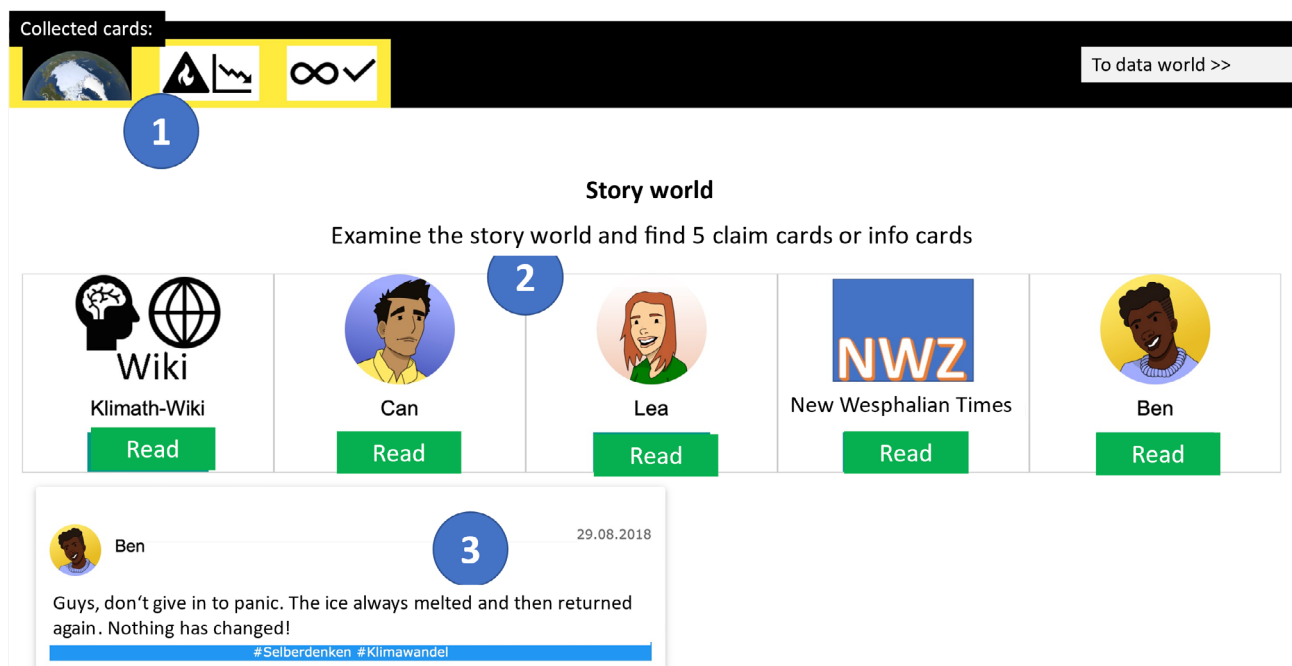 Collected cards:
To data world >>
1
Story world
Examine the story world and find 5 claim cards or info cards
2
Wiki
NWZ
Klimath-Wiki
Can
Lea
New Wesphalian Times
Ben
Read
Read
Read
Read
Read
Ben
3
29.08.2018
Guys, don‘t give in to panic. The ice always melted and then returned
again. Nothing has changed!
#Selberdenken #Klimawandel